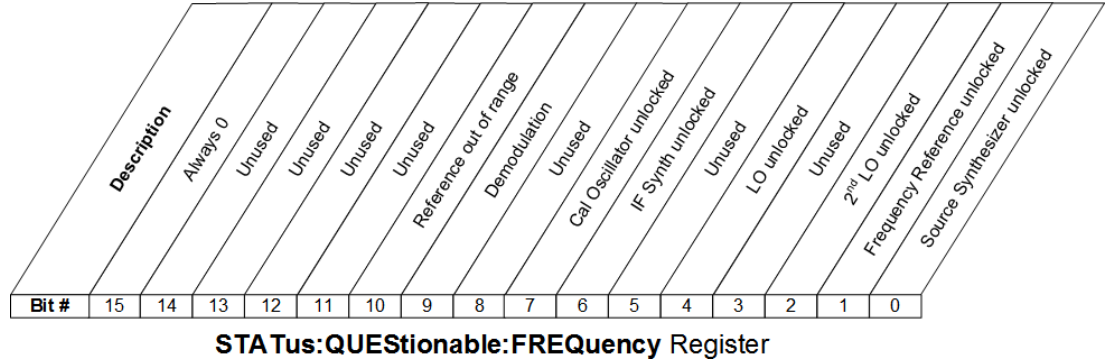 Description
Always 0
Unused
Unused
Unused
Unused
Reference out of range
Demodulation
Unused
Cal Oscillator unlocked
IF Synth unlocked
Unused
LO unlocked
Unused
2nd LO unlocked
Frequency Reference unlocked
Source Synthesizer unlocked
Bit # 15 14 13 12 11 10 9 8 7 6 5 4 3 2 1 0
STATus:QUEStionable:FREQuency Register